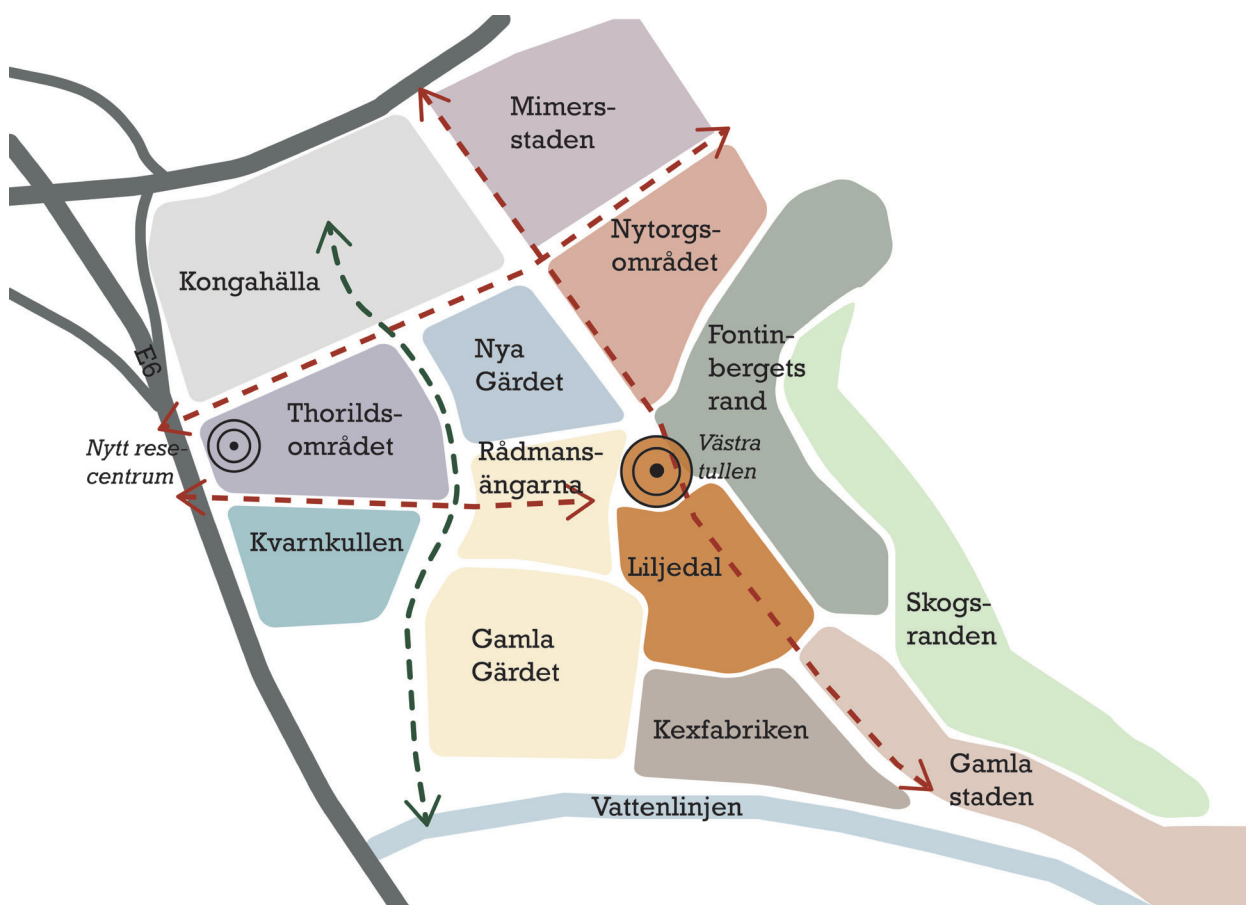 Mimers-
staden
Nytorgs-
området
Kongahälla
E6
Nya
Gärdet
Fontin-
bergets
rand
Thorilds-
området
Nytt rese-
centrum
Rådmans-
ängarna
Västra
tullen
Kvarnkullen
Liljedal
Skogs-
randen
Gamla
Gärdet
Kexfabriken
Gamla
staden
Vattenlinjen